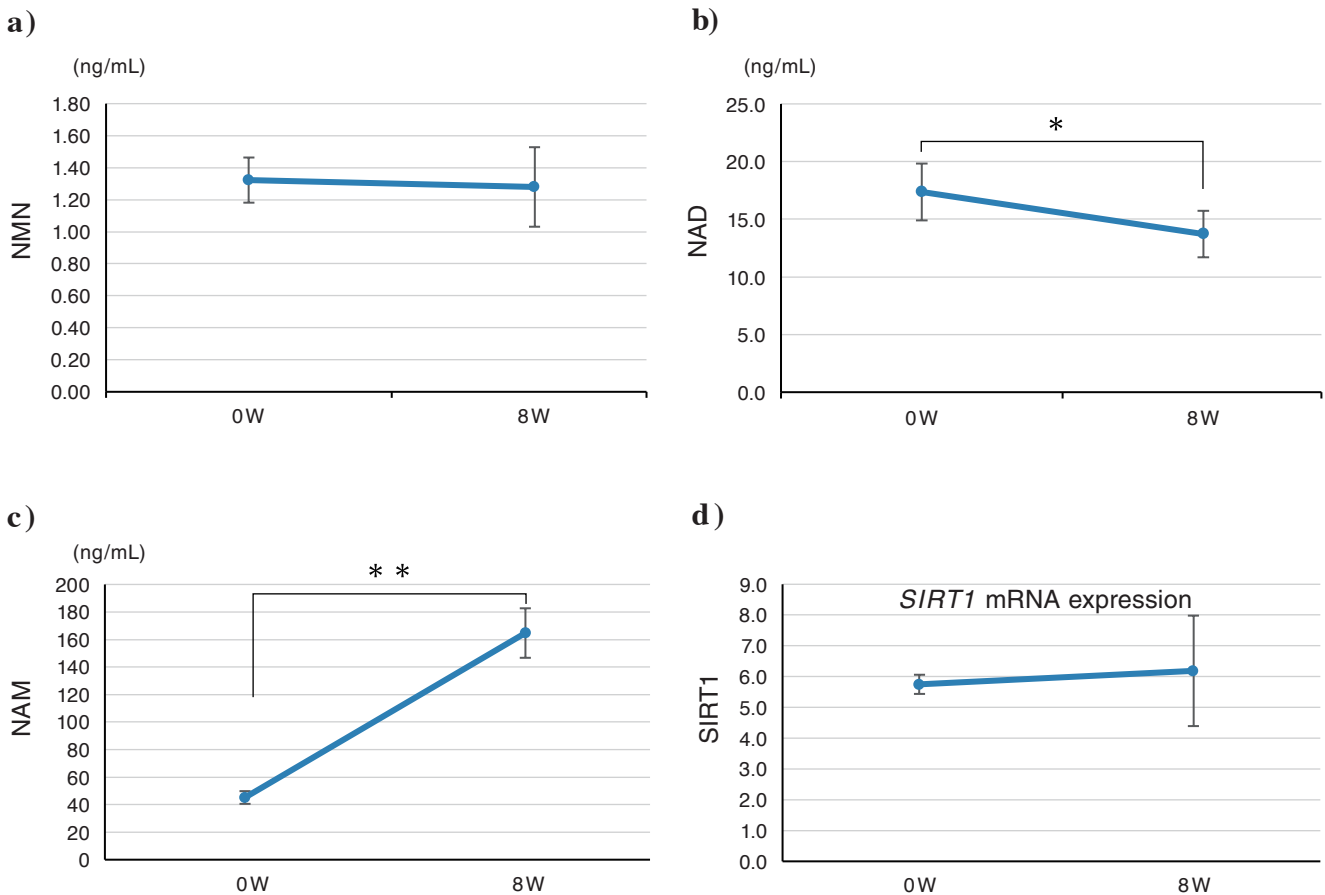 a)
(ng/mL)
NMN
1.80
1.60
1.40
1.20
1.00
0.80
0.60
0.40
0.20
0.00
0W 8W
b)
(ng/mL)
NAD
25.0
20.0
15.0
10.0
5.0
0.0
*
0W 8W
c)
(ng/mL)
NAM
200
180
160
140
120
100
80
60
40
20
0
* *
0W 8W
d)
SIRT1
9.0
8.0
7.0
6.0
5.0
4.0
3.0
2.0
1.0
0.0
SIRT1 mRNA expression
0W 8W